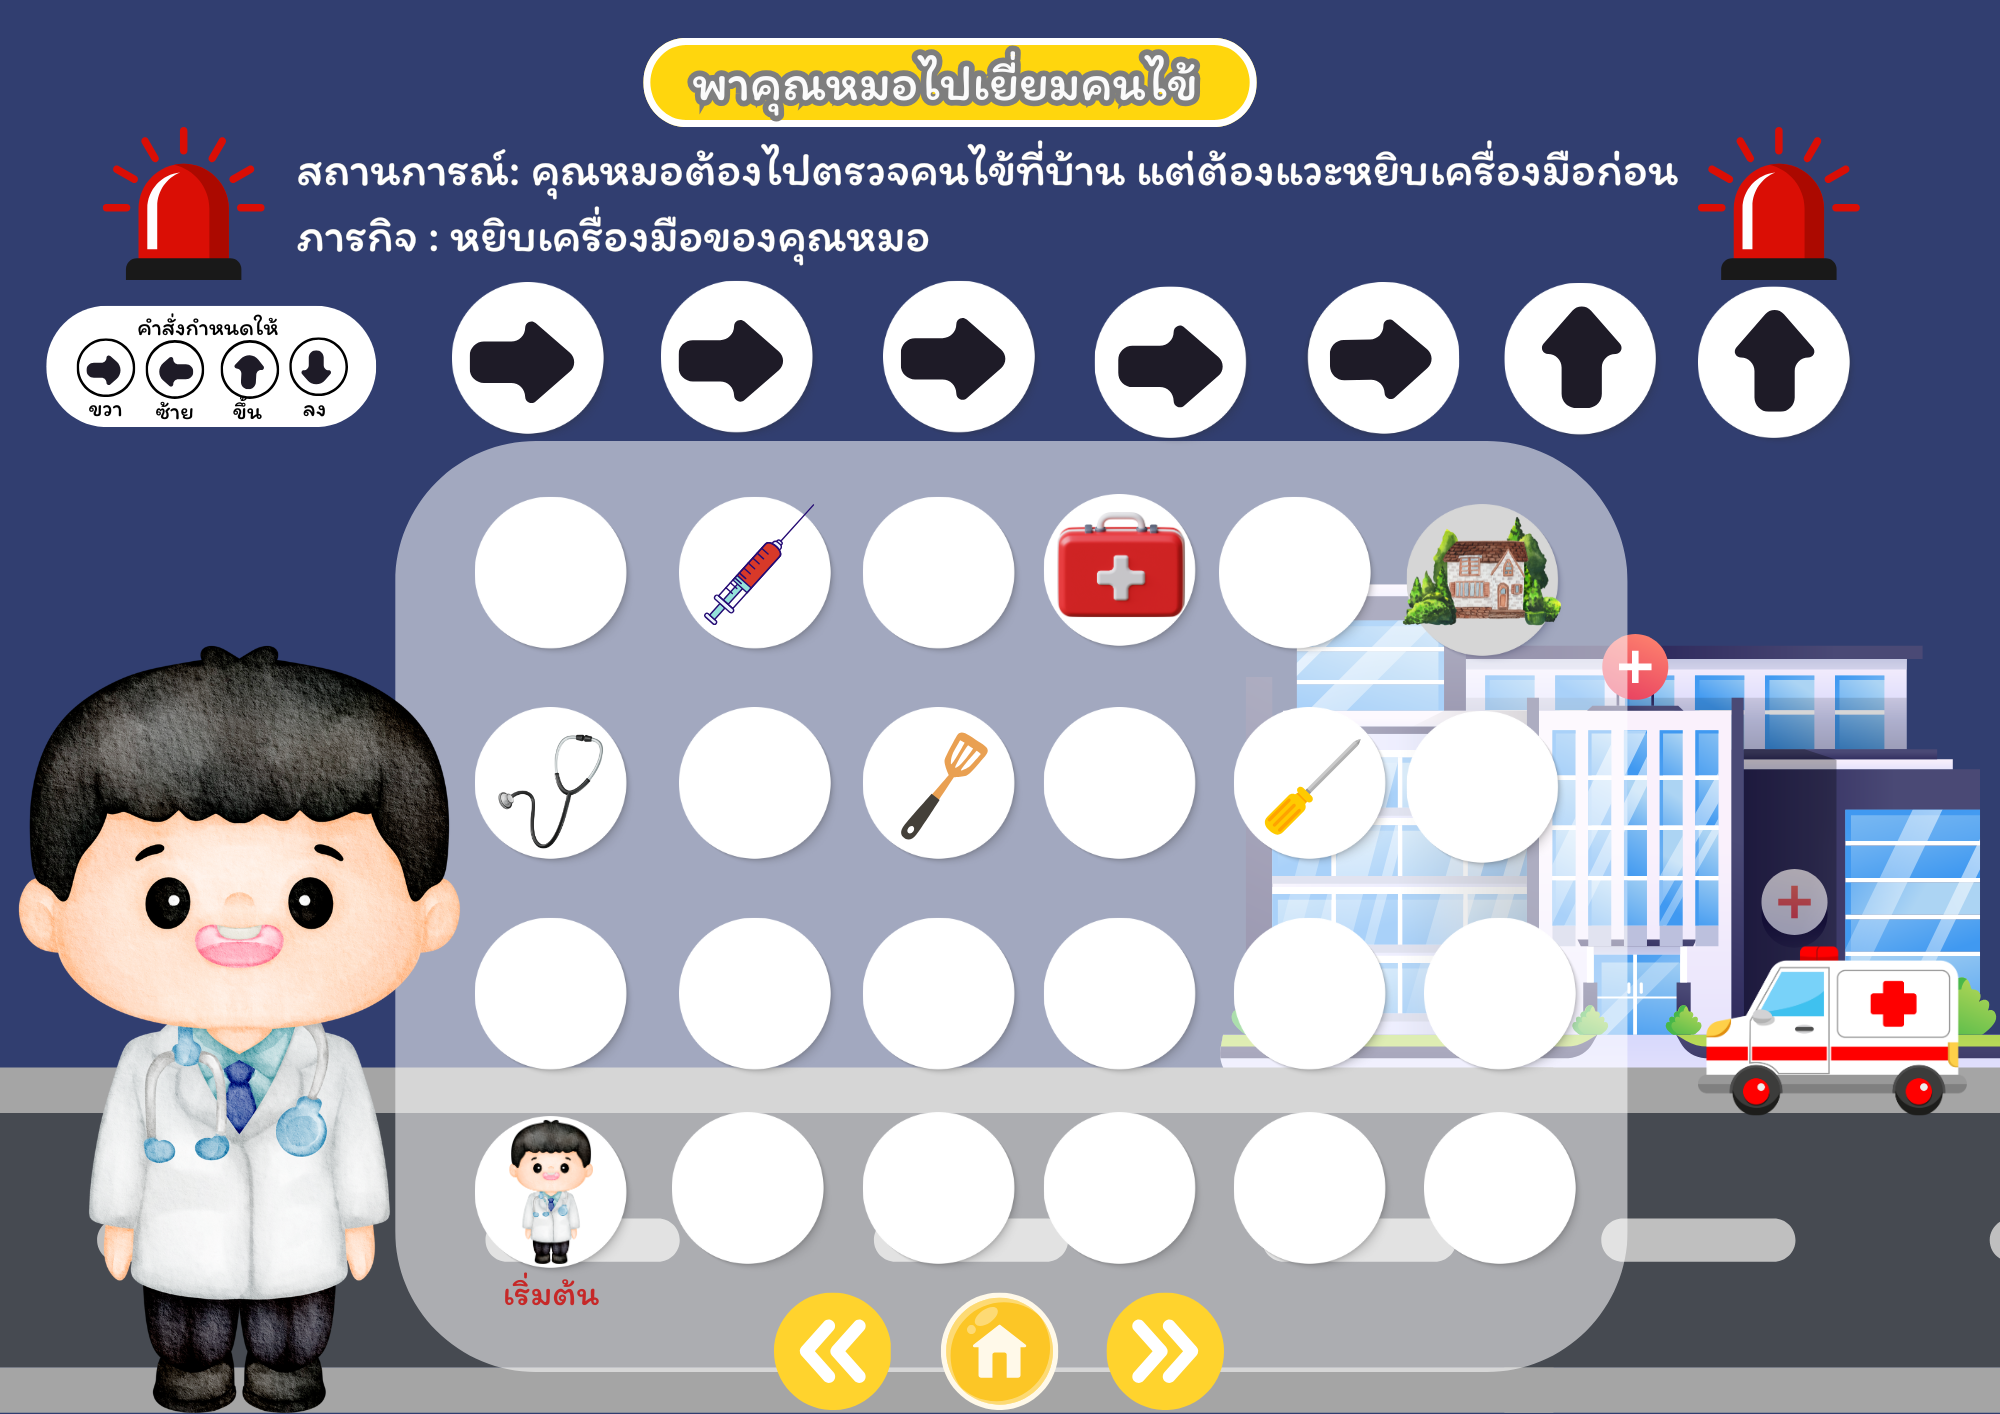 พาคุณหมอไปเยี่ยมคนไข้
สถานการณ์: คุณหมอต้องไปตรวจคนไข้ที่บ้าน แต่ต้องแวะหยิบเครื่องมือก่อน
ภารกิจ : หยิบเครื่องมือของคุณหมอ
คำสั่งกำหนดให้
ขวา ซ้าย ขึ้น ลง
เริ่มต้น